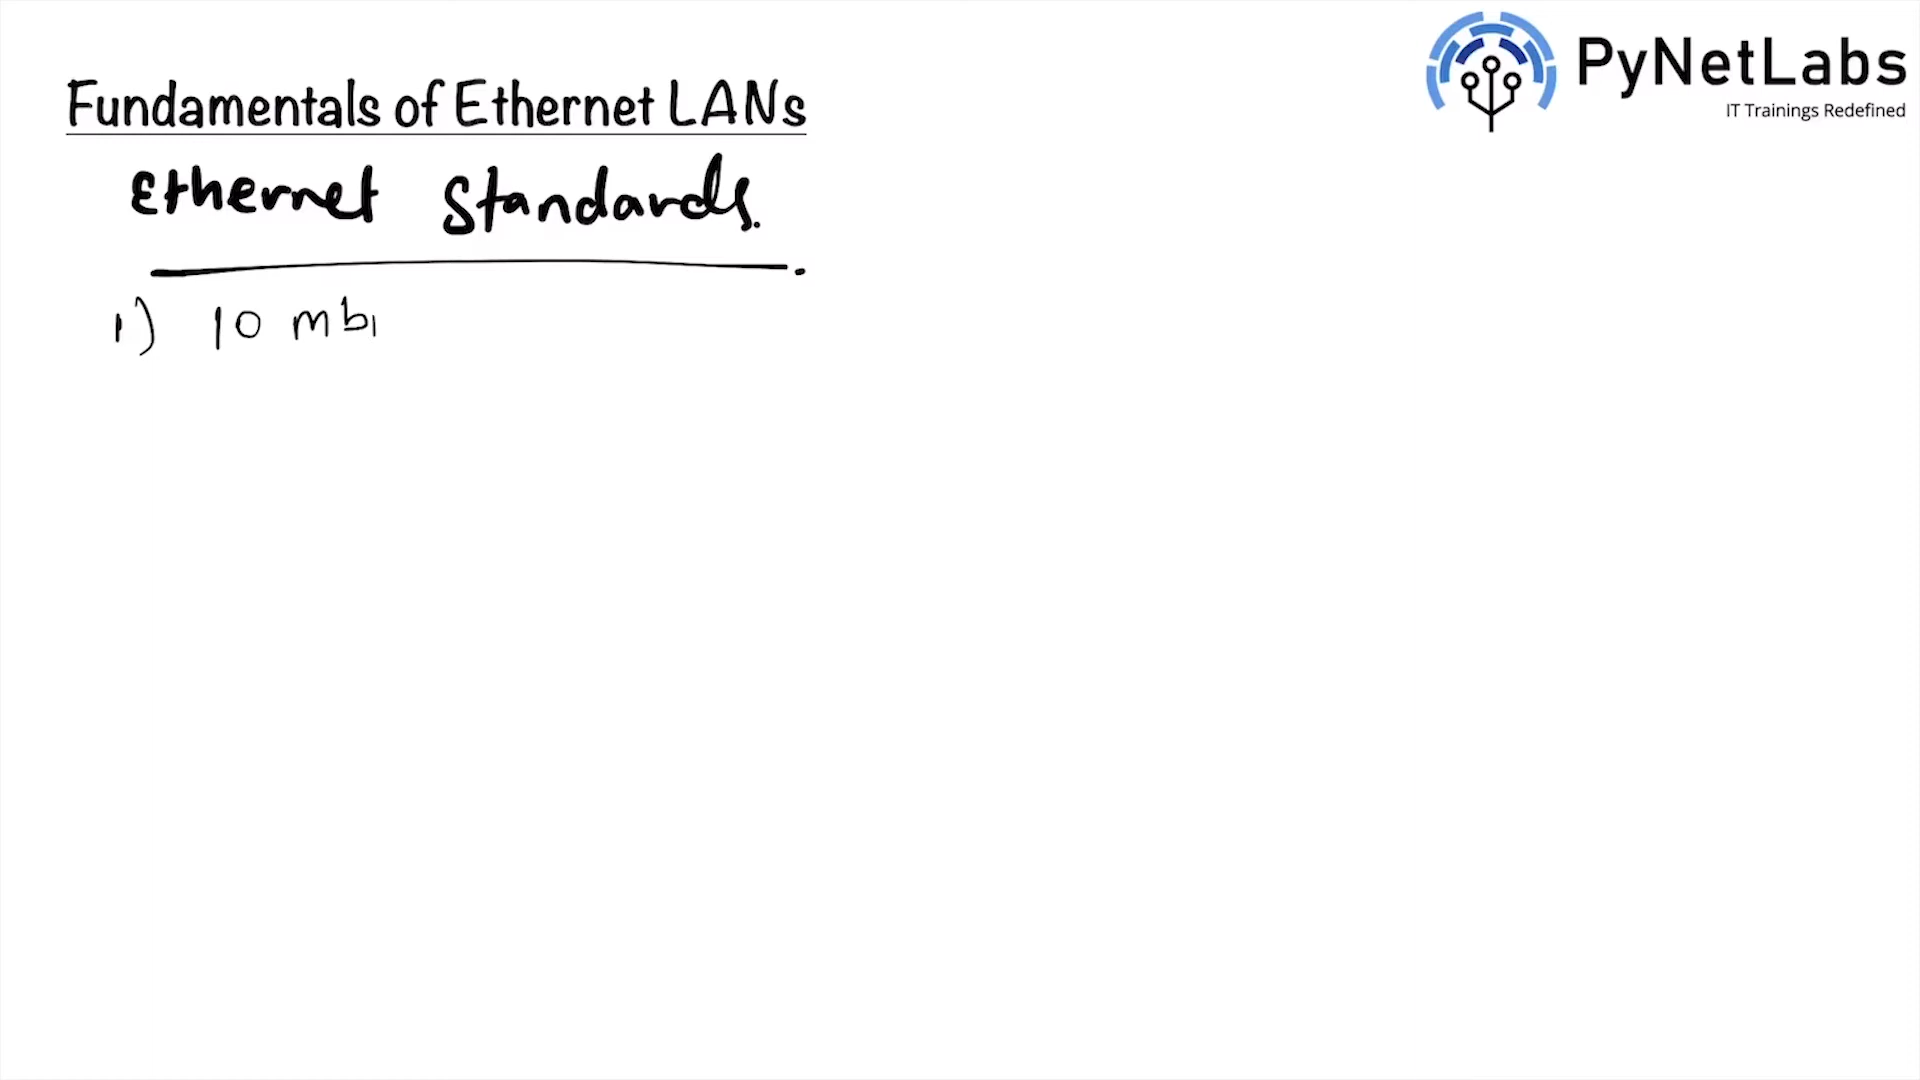 PyNetLabs
IT Trainings Redefined
Fundamentals of Ethernet LANs
Ethernet Standards.
1) 10 mb